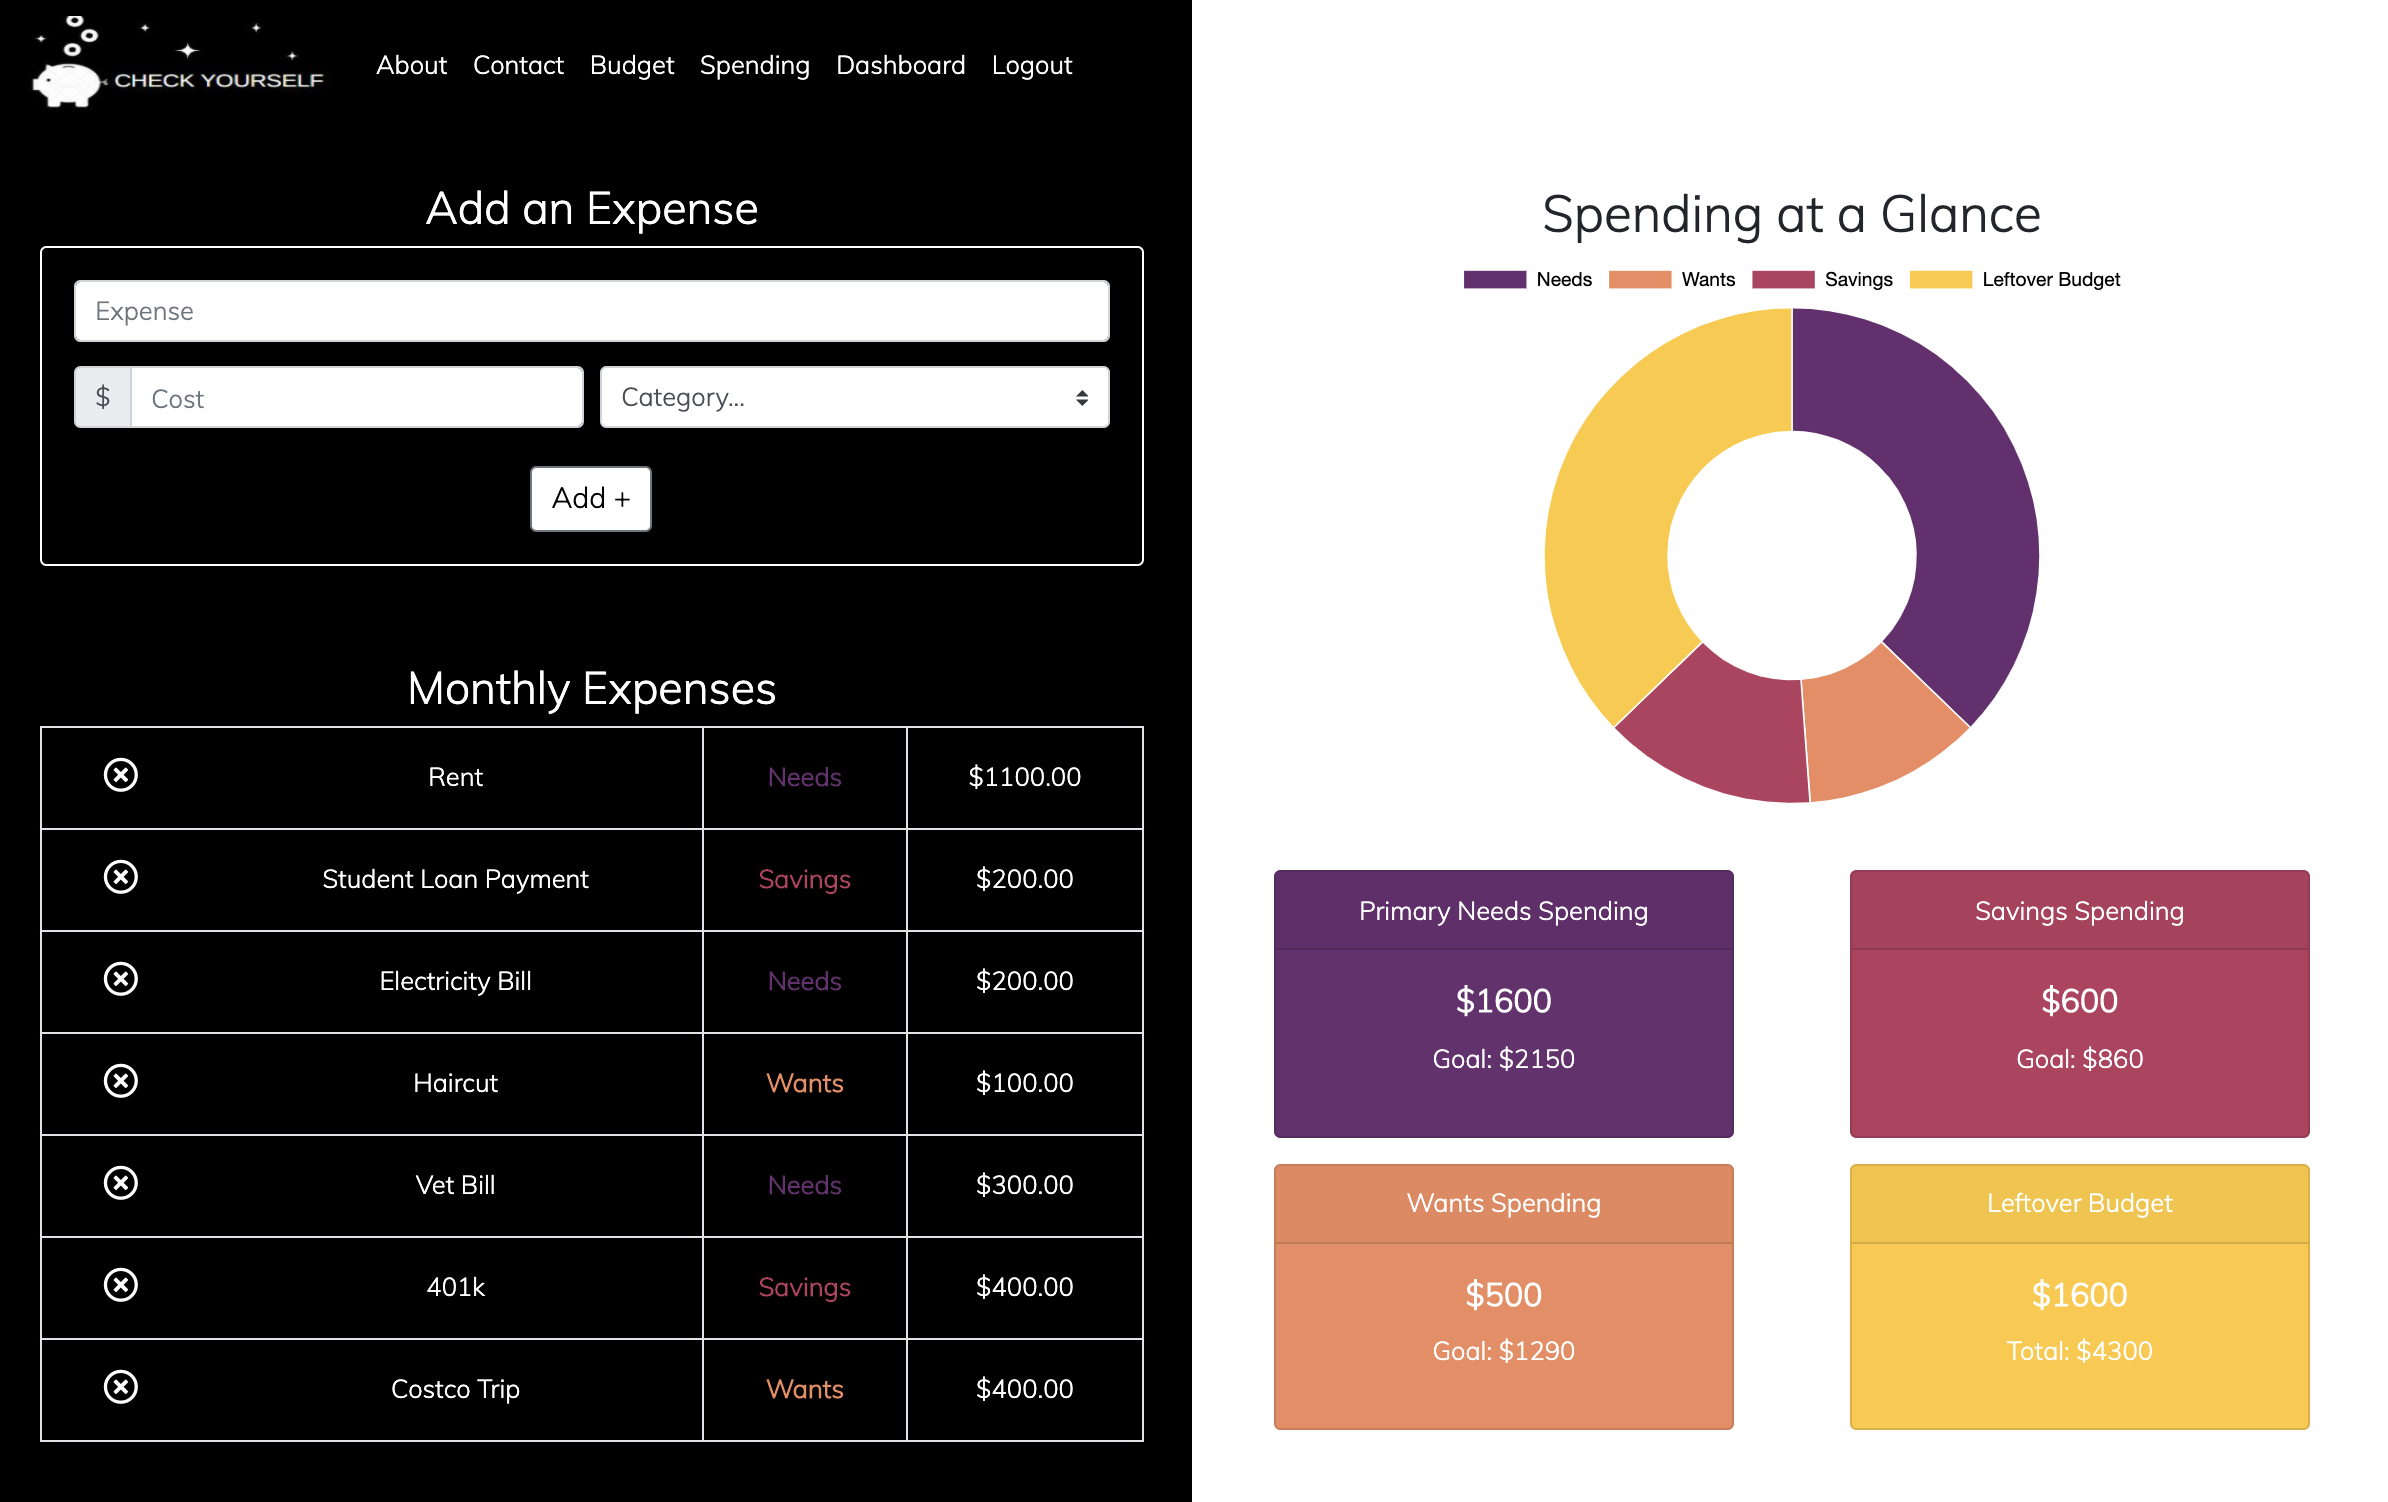 CHECK YOURSELF
About Contact Budget Spending Dashboard Logout
Add an Expense
Expense
$ Cost Category...
Add +
Monthly Expenses
Rent Needs $1100.00
Student Loan Payment Savings $200.00
Electricity Bill Needs $200.00
Haircut Wants $100.00
Vet Bill Needs $300.00
401k Savings $400.00
Costco Trip Wants $400.00
Spending at a Glance
Needs Wants Savings Leftover Budget
Primary Needs Spending
$1600
Goal: $2150
Savings Spending
$600
Goal: $860
Wants Spending
$500
Goal: $1290
Leftover Budget
$1600
Total: $4300